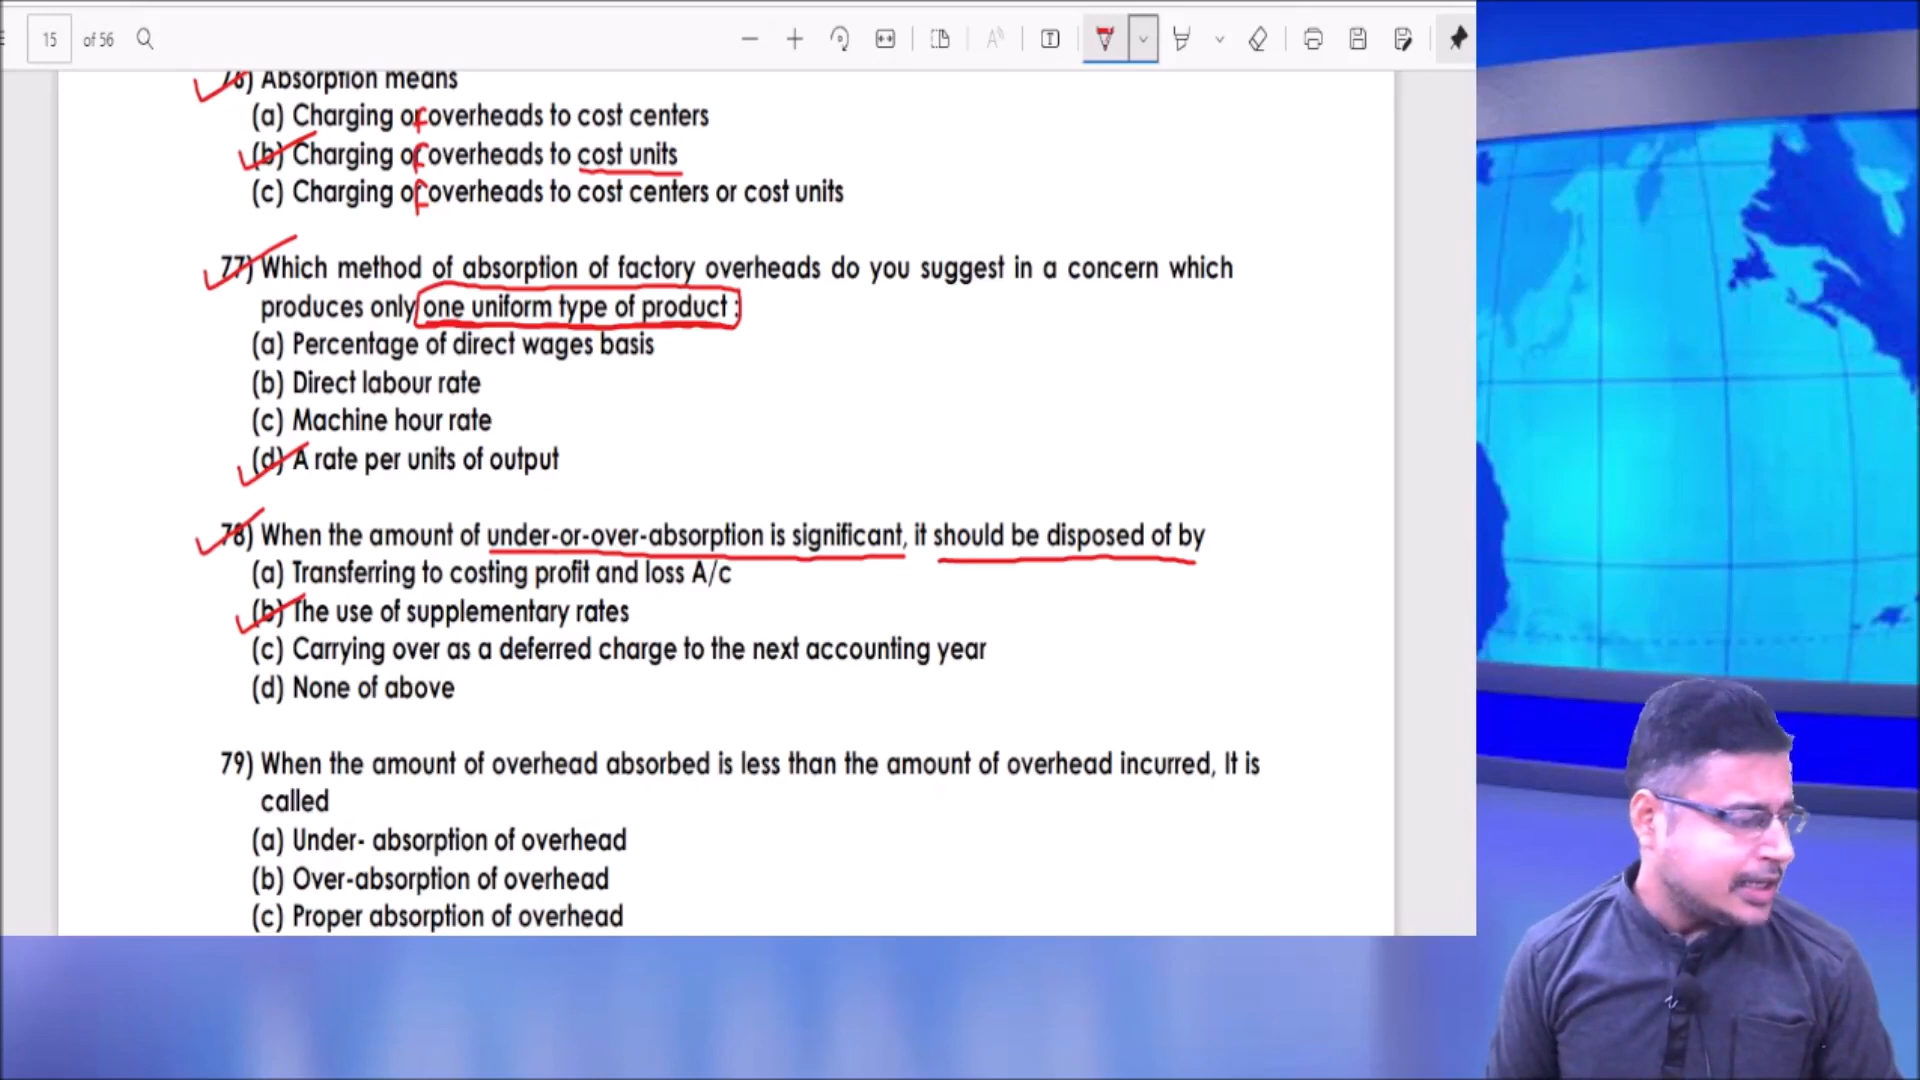 15 of 56
76) Absorption means
(a) Charging of overheads to cost centers
(b) Charging of overheads to cost units
(c) Charging of overheads to cost centers or cost units
77) Which method of absorption of factory overheads do you suggest in a concern which
produces only one uniform type of product :
(a) Percentage of direct wages basis
(b) Direct labour rate
(c) Machine hour rate
(d) A rate per units of output
78) When the amount of under-or-over-absorption is significant, it should be disposed of by
(a) Transferring to costing profit and loss A/c
(b) The use of supplementary rates
(c) Carrying over as a deferred charge to the next accounting year
(d) None of above
79) When the amount of overhead absorbed is less than the amount of overhead incurred, It is
called
(a) Under- absorption of overhead
(b) Over-absorption of overhead
(c) Proper absorption of overhead